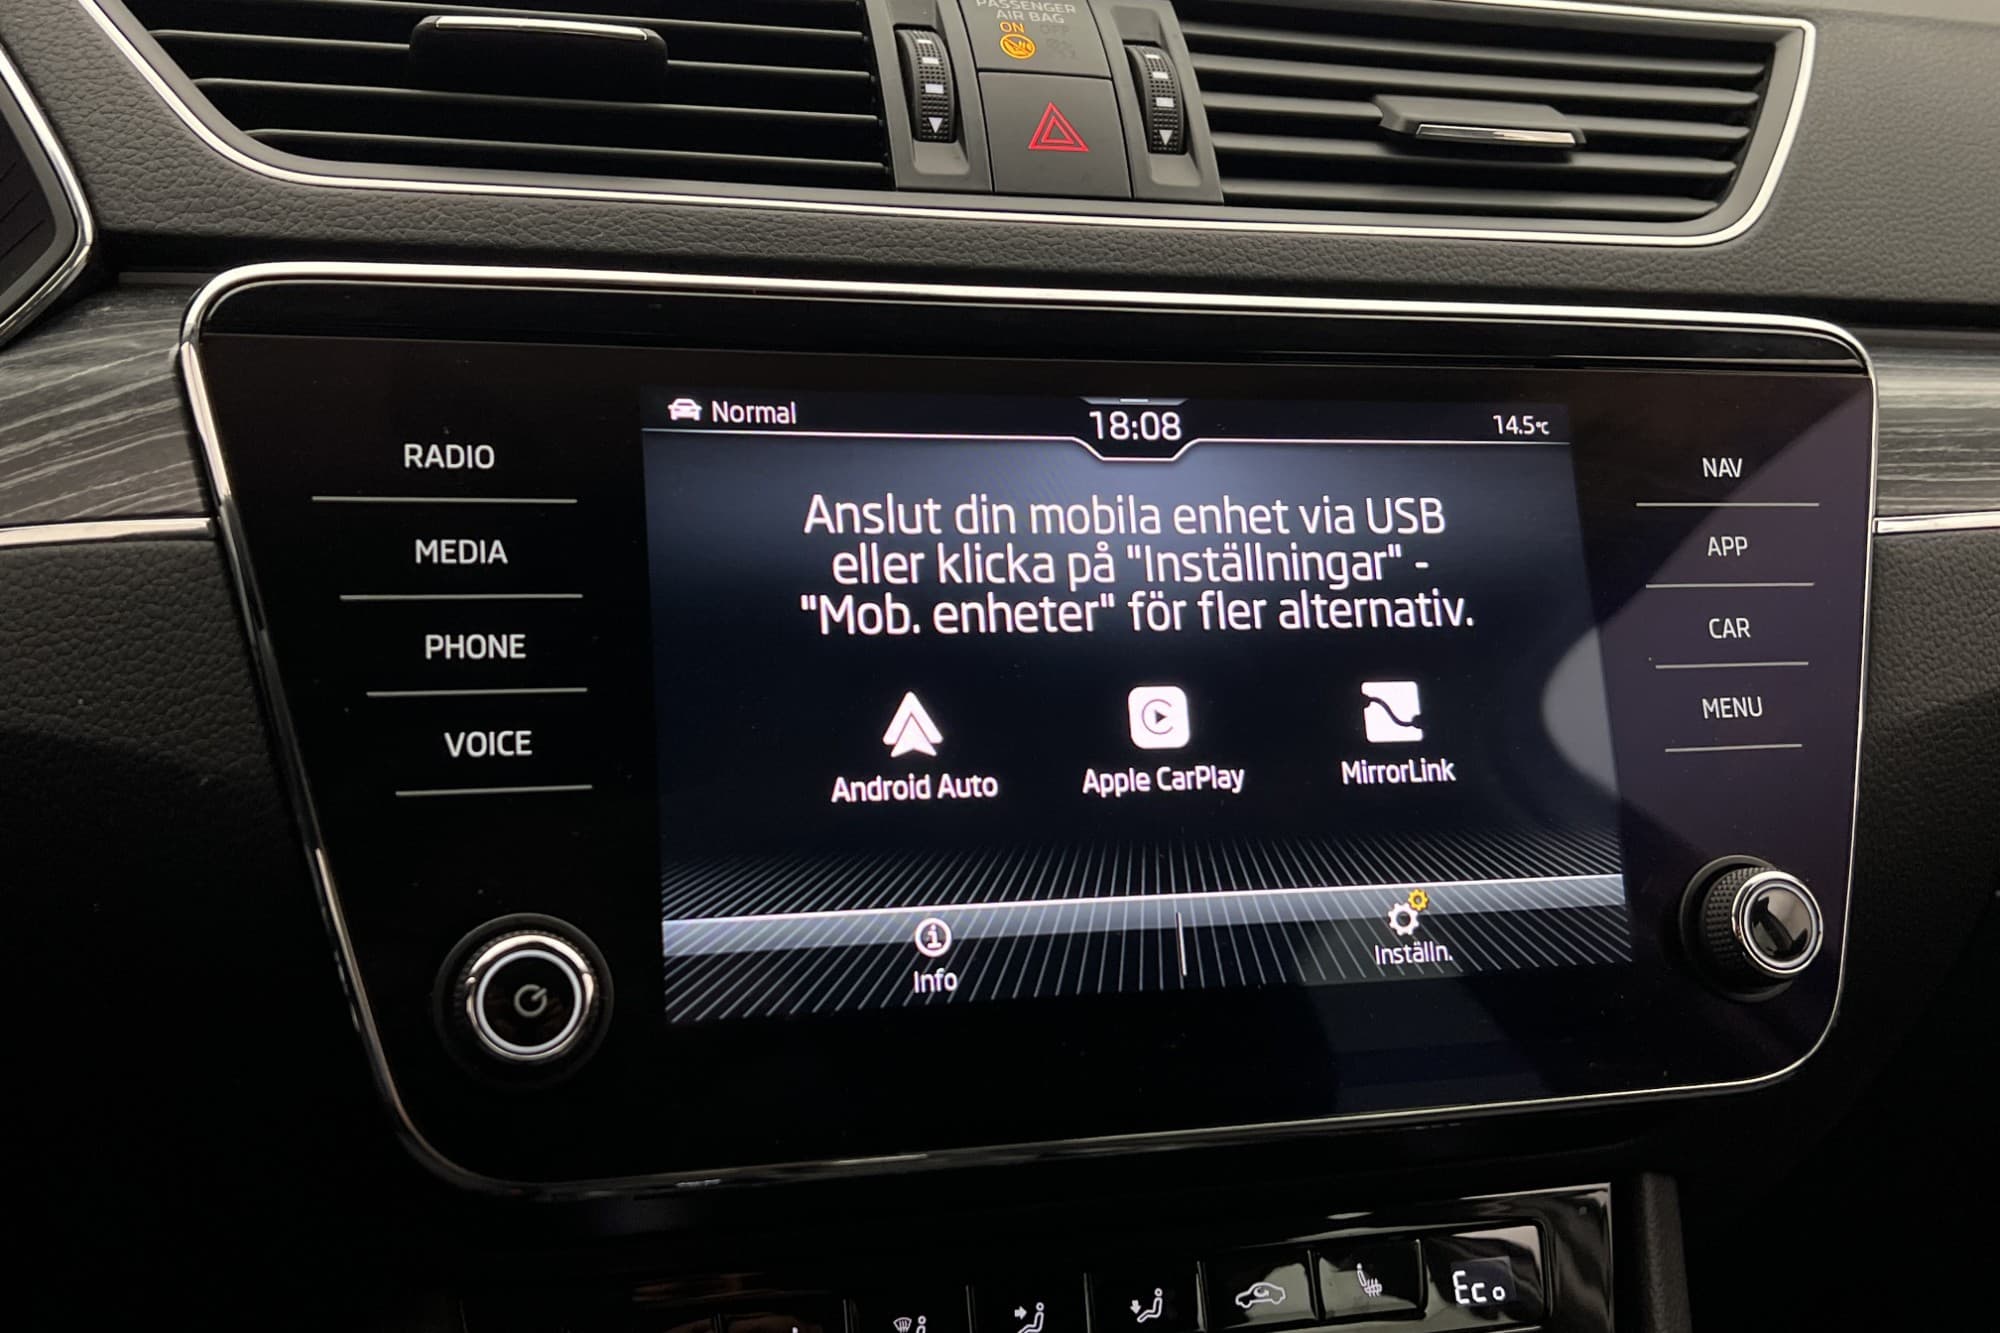 PASSENGER
AIR BAG
ON OFF
RADIO
MEDIA
PHONE
VOICE
Normal
18:08
14.5°C
Anslut din mobila enhet via USB
eller klicka på "Inställningar" -
"Mob. enheter" för fler alternativ.
Android Auto
Apple CarPlay
MirrorLink
Info
Inställn.
NAV
APP
CAR
MENU
Eco